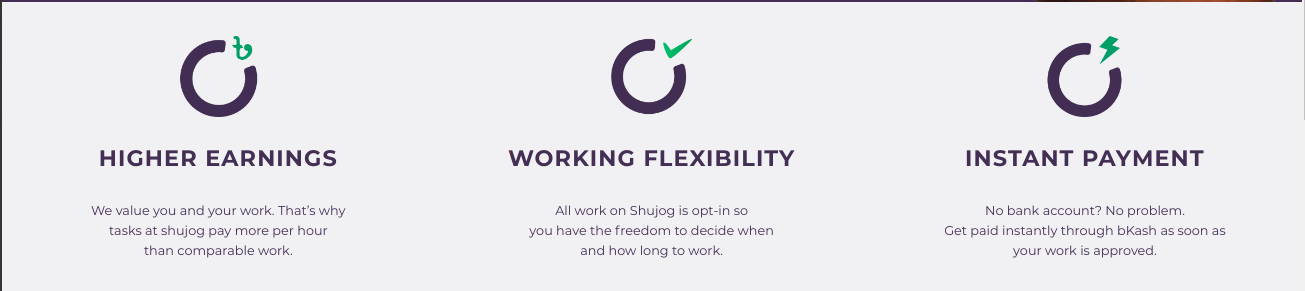 ৳
HIGHER EARNINGS
We value you and your work. That’s why
tasks at shujog pay more per hour
than comparable work.
WORKING FLEXIBILITY
All work on Shujog is opt-in so
you have the freedom to decide when
and how long to work.
INSTANT PAYMENT
No bank account? No problem.
Get paid instantly through bKash as soon as
your work is approved.